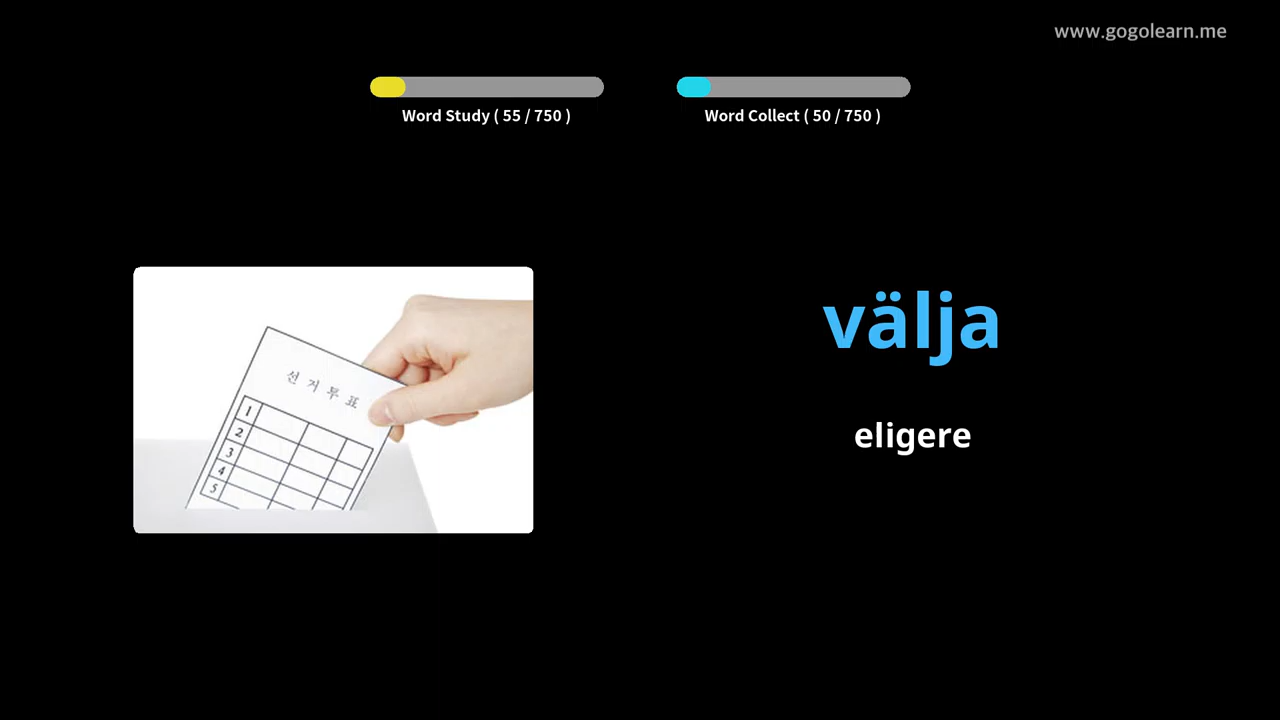 www.gogolearn.me
Word Study ( 55 / 750 )
Word Collect ( 50 / 750 )
선거투표
1
2
3
4
5
välja
eligere